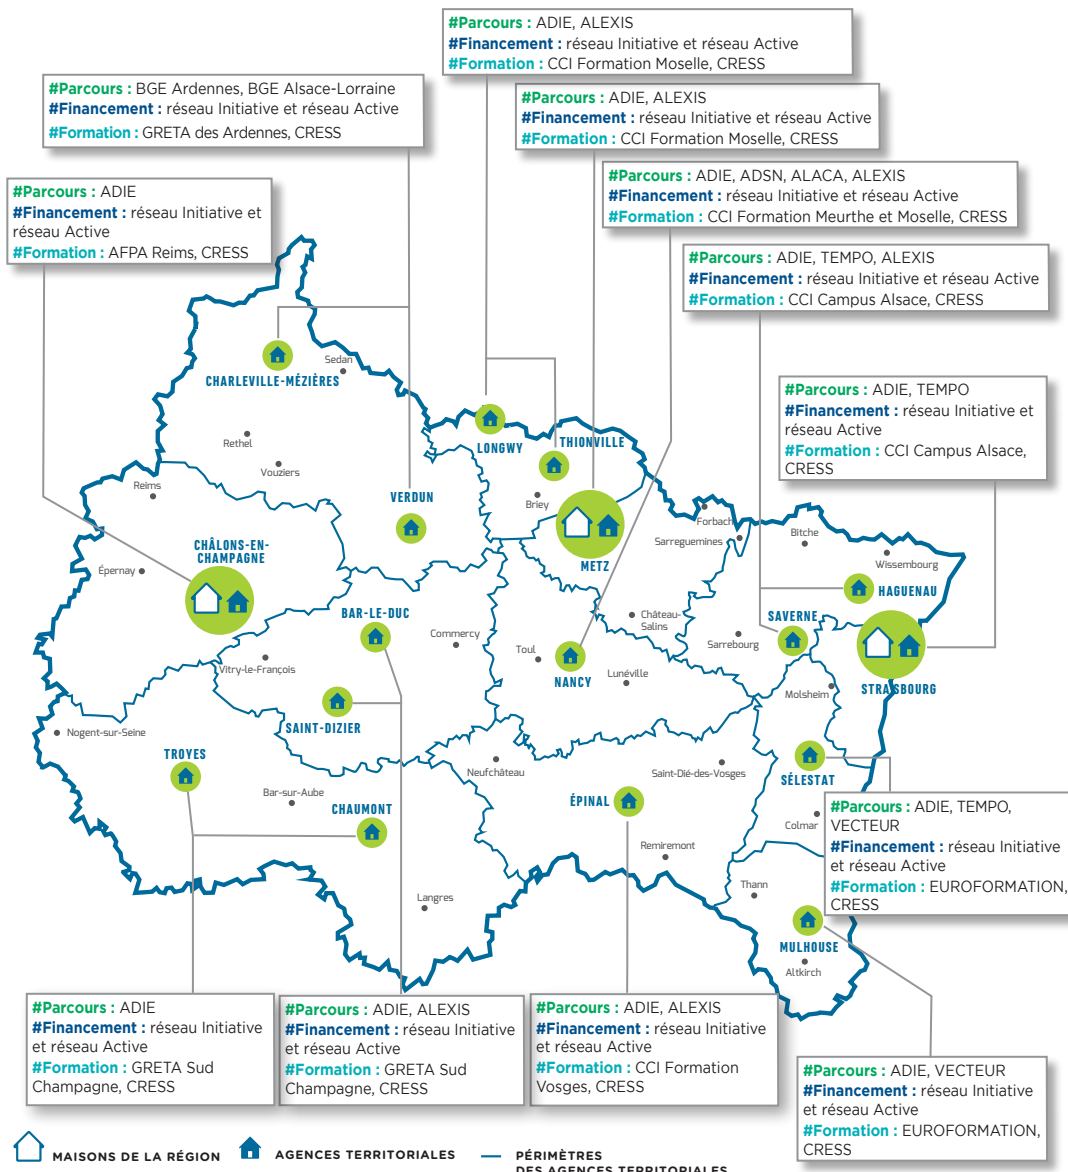 #Parcours : ADIE, ALEXIS
#Financement : réseau Initiative et réseau Active
#Formation : CCI Formation Moselle, CRESS
#Parcours : BGE Ardennes, BGE Alsace-Lorraine
#Financement : réseau Initiative et réseau Active
#Formation : GRETA des Ardennes, CRESS
#Parcours : ADIE, ALEXIS
#Financement : réseau Initiative et réseau Active
#Formation : CCI Formation Moselle, CRESS
#Parcours : ADIE, ADSN, ALACA, ALEXIS
#Financement : réseau Initiative et réseau Active
#Formation : CCI Formation Meurthe et Moselle, CRESS
#Parcours : ADIE
#Financement : réseau Initiative et
réseau Active
#Formation : AFPA Reims, CRESS
#Parcours : ADIE, TEMPO, ALEXIS
#Financement : réseau Initiative et réseau Active
#Formation : CCI Campus Alsace, CRESS
#Parcours : ADIE, TEMPO
#Financement : réseau Initiative et
réseau Active
#Formation : CCI Campus Alsace,
CRESS
Sedan
CHARLEVILLE-MÉZIÈRES
Rethel
Vouziers
LONGWY
THIONVILLE
Reims
VERDUN
Briey
Forbach
Sarreguemines
Bitche
Wissembourg
CHÂLONS-EN-
CHAMPAGNE
METZ
Épernay
HAGUENAU
BAR-LE-DUC
Commercy
Château-
Salins
SAVERNE
Sarrebourg
Toul
Vitry-le-François
NANCY
Lunéville
STRASBOURG
Molsheim
SAINT-DIZIER
Nogent-sur-Seine
TROYES
Neufchâteau
Saint-Dié-des-Vosges
SÉLESTAT
Bar-sur-Aube
CHAUMONT
ÉPINAL
Colmar
Remiremont
Langres
Thann
MULHOUSE
Altkirch
#Parcours : ADIE, TEMPO,
VECTEUR
#Financement : réseau Initiative
et réseau Active
#Formation : EUROFORMATION,
CRESS
#Parcours : ADIE
#Financement : réseau Initiative
et réseau Active
#Formation : GRETA Sud
Champagne, CRESS
#Parcours : ADIE, ALEXIS
#Financement : réseau Initiative
et réseau Active
#Formation : GRETA Sud
Champagne, CRESS
#Parcours : ADIE, ALEXIS
#Financement : réseau Initiative
et réseau Active
#Formation : CCI Formation
Vosges, CRESS
#Parcours : ADIE, VECTEUR
#Financement : réseau Initiative
et réseau Active
#Formation : EUROFORMATION,
CRESS
MAISONS DE LA RÉGION
AGENCES TERRITORIALES
PÉRIMÈTRES
DES AGENCES TERRITORIALES